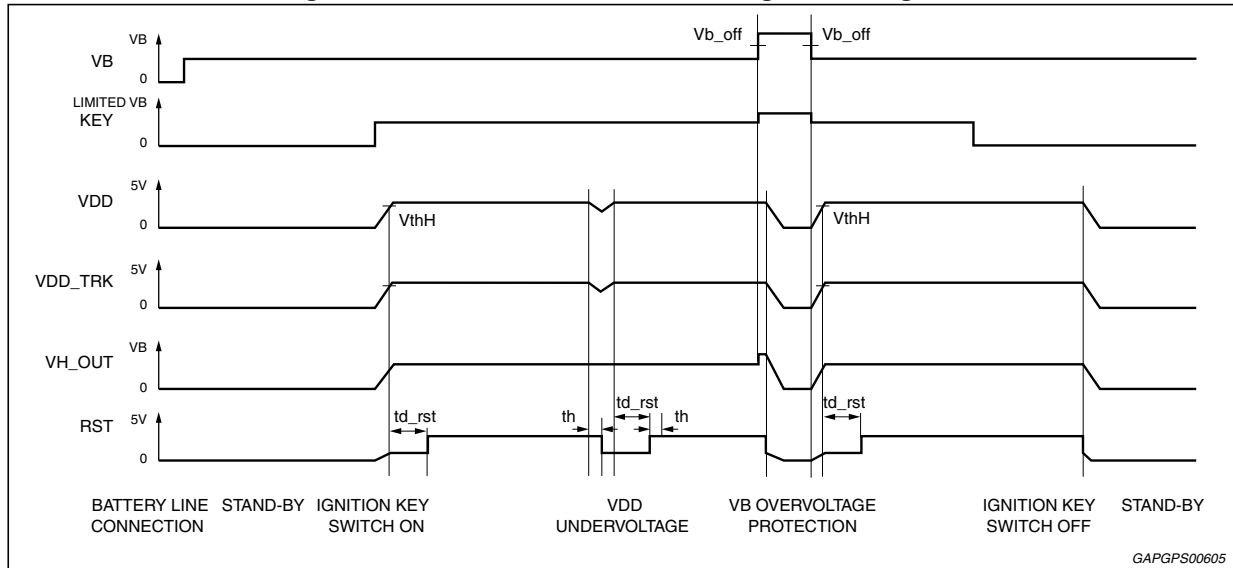 VB
VB
0
Vb_off
Vb_off
LIMITED VB
KEY
0
5V
VDD
0
VthH
VthH
5V
VDD_TRK
0
VB
VH_OUT
0
5V
RST
0
td_rst
th
td_rst
th
td_rst
BATTERY LINE CONNECTION
STAND-BY
IGNITION KEY SWITCH ON
VDD UNDERVOLTAGE
VB OVERVOLTAGE PROTECTION
IGNITION KEY SWITCH OFF
STAND-BY
GAPGPS00605